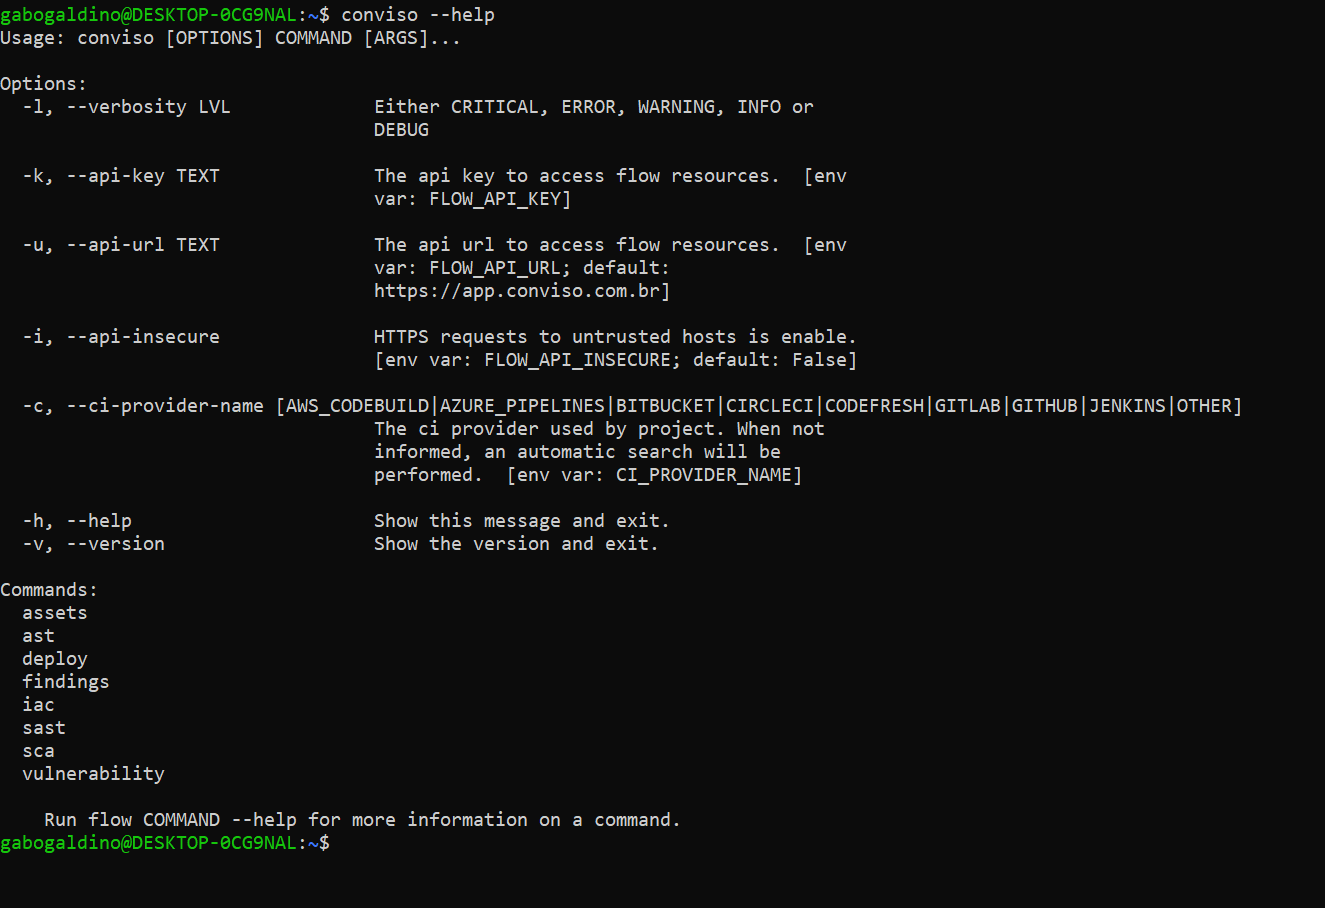 gabogaldino@DESKTOP-0CG9NAL:~$ conviso --help
Usage: conviso [OPTIONS] COMMAND [ARGS]...
Options:
-l, --verbosity LVL Either CRITICAL, ERROR, WARNING, INFO or
DEBUG
-k, --api-key TEXT The api key to access flow resources. [env
var: FLOW_API_KEY]
-u, --api-url TEXT The api url to access flow resources. [env
var: FLOW_API_URL; default:
https://app.conviso.com.br]
-i, --api-insecure HTTPS requests to untrusted hosts is enable.
[env var: FLOW_API_INSECURE; default: False]
-c, --ci-provider-name [AWS_CODEBUILD|AZURE_PIPELINES|BITBUCKET|CIRCLECI|CODEFRESH|GITLAB|GITHUB|JENKINS|OTHER]
The ci provider used by project. When not
informed, an automatic search will be
performed. [env var: CI_PROVIDER_NAME]
-h, --help Show this message and exit.
-v, --version Show the version and exit.
Commands:
assets
ast
deploy
findings
iac
sast
sca
vulnerability
Run flow COMMAND --help for more information on a command.
gabogaldino@DESKTOP-0CG9NAL:~$